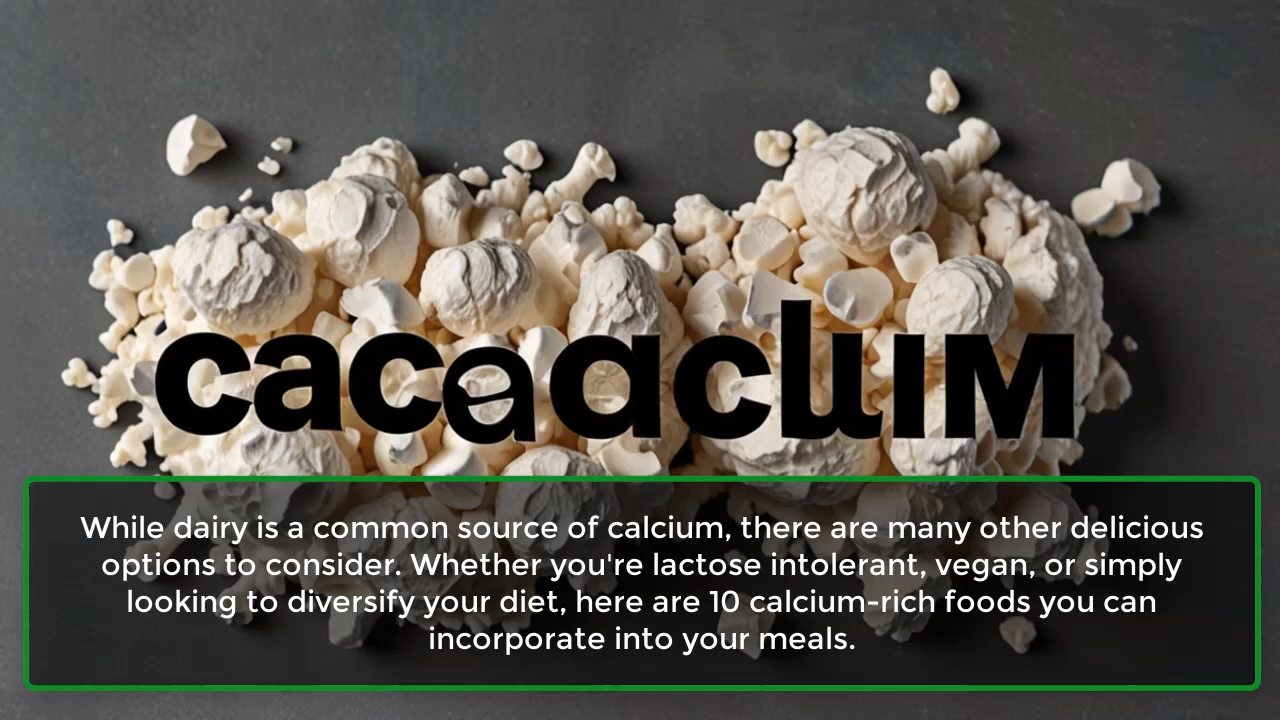 cacaaclUIM
While dairy is a common source of calcium, there are many other delicious
options to consider. Whether you're lactose intolerant, vegan, or simply
looking to diversify your diet, here are 10 calcium-rich foods you can
incorporate into your meals.